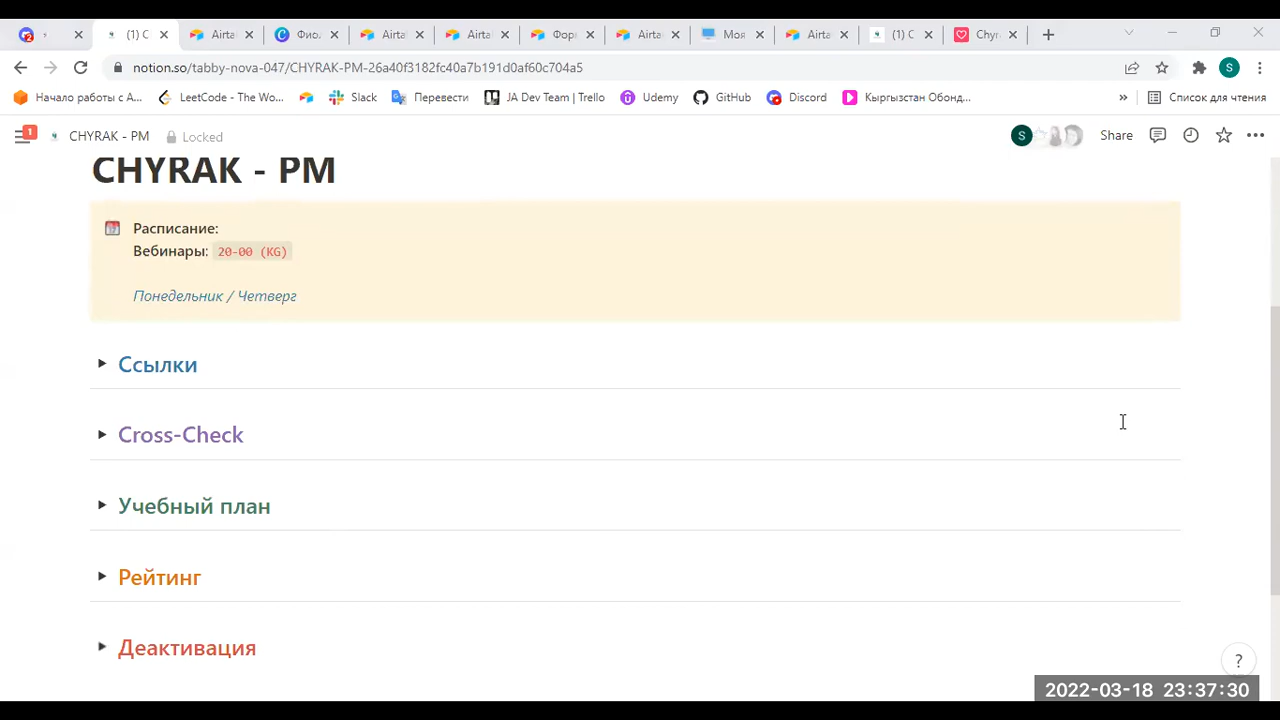 (1) C
Airta
Фио.
Airta
Airta
Фор
Airta
Моя
Airta
(1) C
Chyr
notion.so/tabby-nova-047/CHYRAK-PM-26a40f3182fc40a7b191d0af60c704a5
S
Начало работы с A...
LeetCode - The Wo...
Slack
Перевести
JA Dev Team | Trello
Udemy
GitHub
Discord
Кыргызстан Обонд...
»
Список для чтения
1
CHYRAK - PM
Locked
S
Share
CHYRAK - PM
Расписание:
Вебинары: 20-00 (KG)
Понедельник / Четверг
Ссылки
Cross-Check
Учебный план
Рейтинг
Деактивация
?
2022-03-18 23:37:30